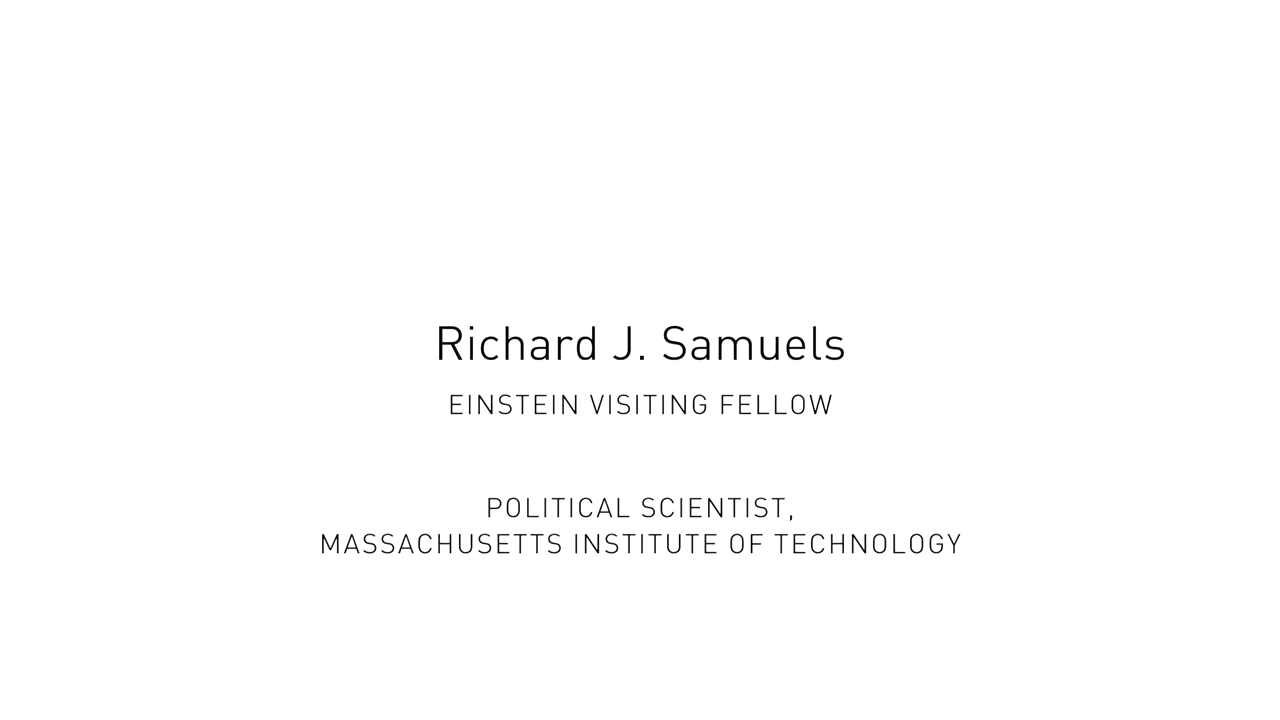 Richard J. Samuels
EINSTEIN VISITING FELLOW
POLITICAL SCIENTIST,
MASSACHUSETTS INSTITUTE OF TECHNOLOGY